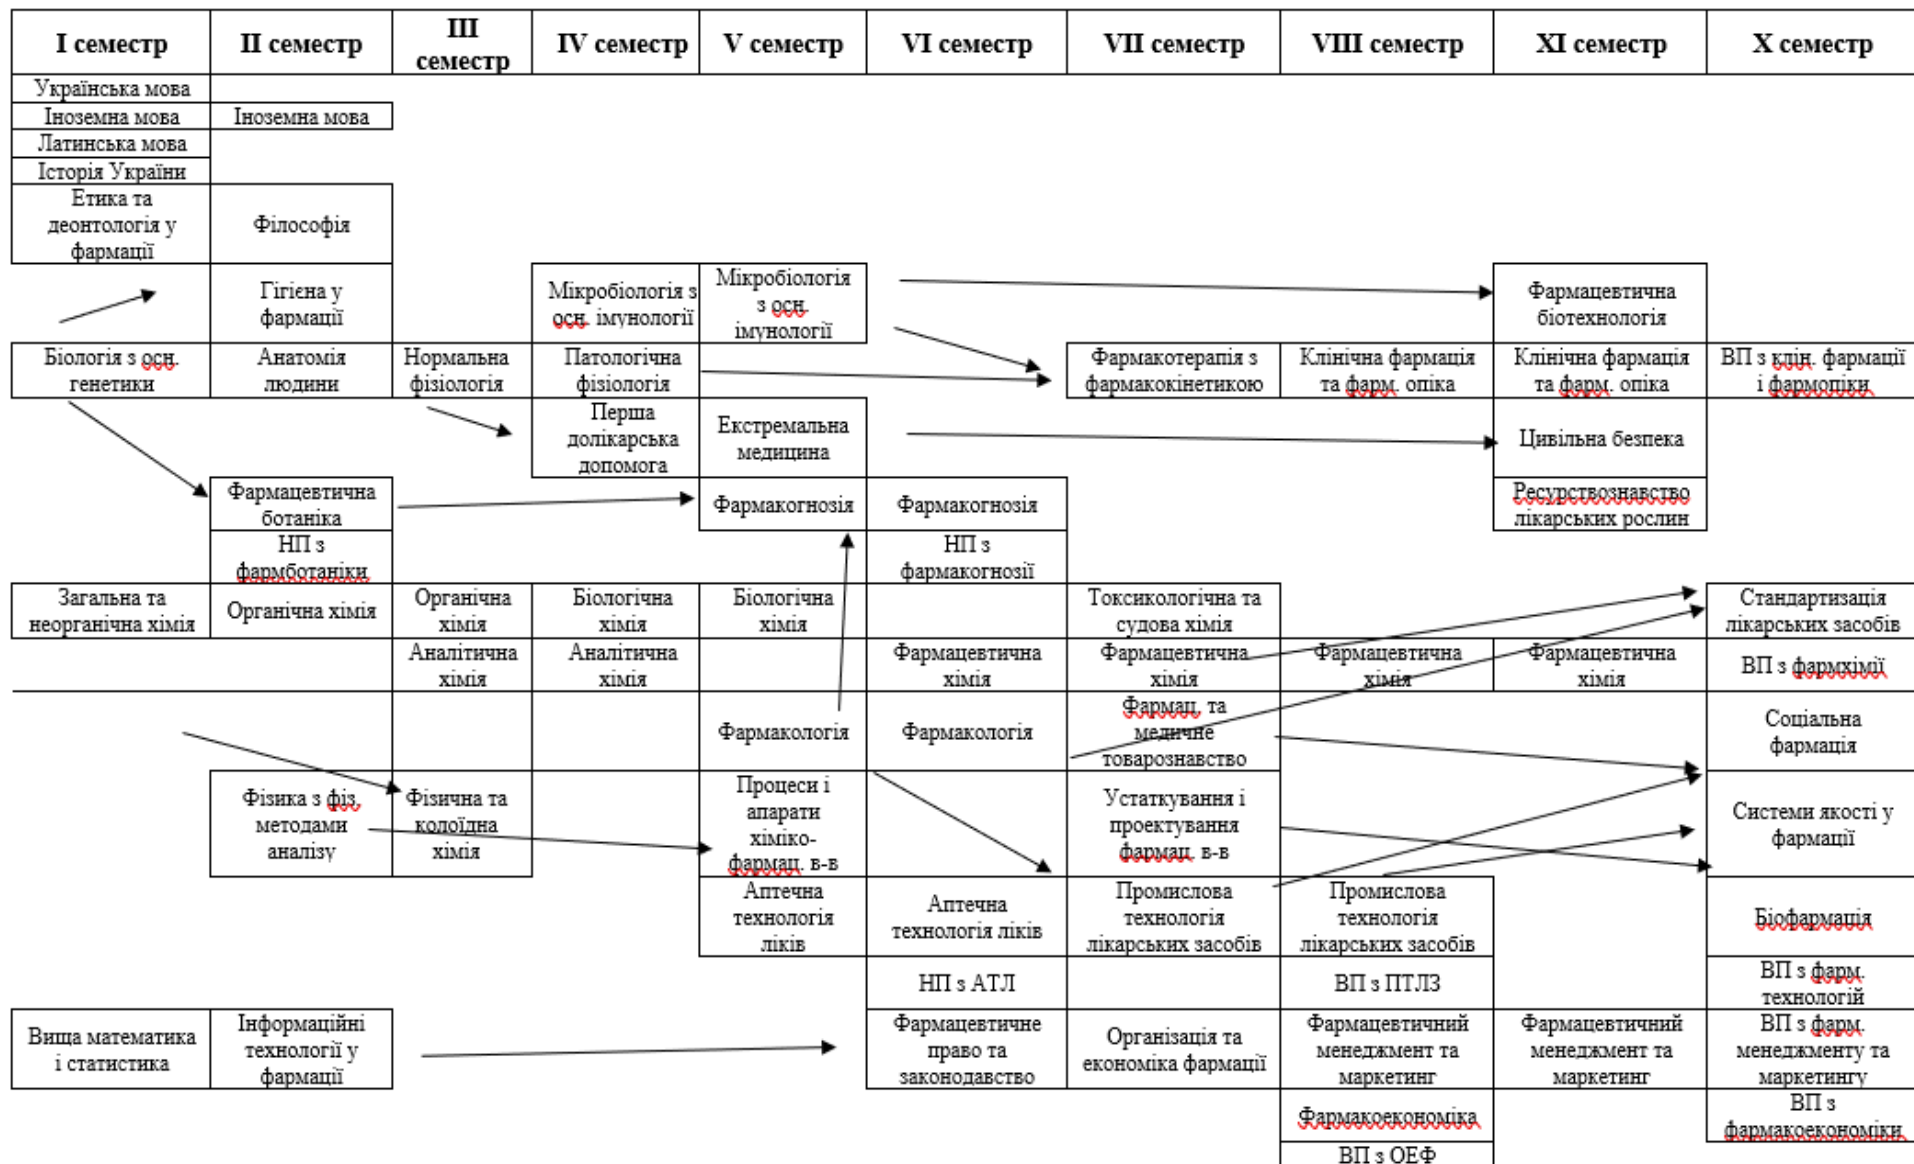 I семестр
II семестр
III
семестр
IV семестр
V семестр
VI семестр
VII семестр
VIII семестр
XI семестр
X семестр
Українська мова
Іноземна мова
Іноземна мова
Латинська мова
Історія України
Етика та
деонтологія у
фармації
Філософія
Гігієна у
фармації
Мікробіологія з
осн. імунології
Мікробіологія
з осн.
імунології
Фармацевтична
біотехнологія
Біологія з осн.
генетики
Анатомія
людини
Нормальна
фізіологія
Патологічна
фізіологія
Фармакотерапія з
фармакокінетикою
Клінічна фармація
та фарм. опіка
Клінічна фармація
та фарм. опіка
ВП з клін. фармації
і фармопіки
Перша
долікарська
допомога
Екстремальна
медицина
Цивільна безпека
Фармацевтична
ботаніка
Фармакогнозія
Фармакогнозія
Ресурствознавство
лікарських рослин
НП з
фармботаніки
НП з
фармакогнозії
Загальна та
неорганічна хімія
Органічна хімія
Органічна
хімія
Біологічна
хімія
Біологічна
хімія
Токсикологічна та
судова хімія
Стандартизація
лікарських засобів
Аналітична
хімія
Аналітична
хімія
Фармацевтична
хімія
Фармацевтична
хімія
Фармацевтична
хімія
Фармацевтична
хімія
ВП з фармхімії
Фармакологія
Фармакологія
Фармац. та
медичне
товарознавство
Соціальна
фармація
Фізика з фіз.
методами
аналізу
Фізична та
колоїдна
хімія
Процеси і
апарати
хіміко-
фармац. в-в
Устаткування і
проектування
фармац. в-в
Системи якості у
фармації
Аптечна
технологія
ліків
Аптечна
технологія ліків
Промислова
технологія
лікарських засобів
Промислова
технологія
лікарських засобів
Біофармація
НП з АТЛ
ВП з ПТЛЗ
ВП з фарм.
технологій
Вища математика
і статистика
Інформаційні
технології у
фармації
Фармацевтичне
право та
законодавство
Організація та
економіка фармації
Фармацевтичний
менеджмент та
маркетинг
Фармацевтичний
менеджмент та
маркетинг
ВП з фарм.
менеджменту та
маркетингу
Фармакоекономіка
ВП з
фармакоекономіки
ВП з ОЕФ